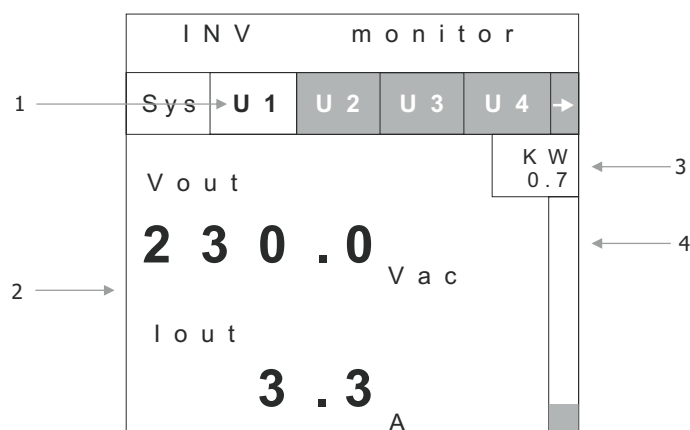 INV monitor
1 Sys U1 U2 U3 U4 →
KW 3
0.7
Vout
230.0 Vac 4
2
Iout
3.3 A